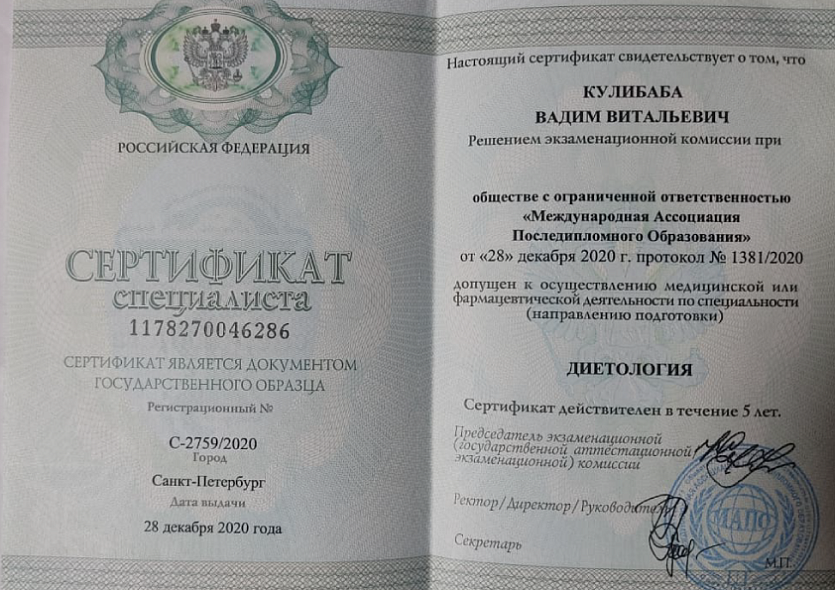 РОССИЙСКАЯ ФЕДЕРАЦИЯ
СЕРТИФИКАТ
специалиста
1178270046286
СЕРТИФИКАТ ЯВЛЯЕТСЯ ДОКУМЕНТОМ
ГОСУДАРСТВЕННОГО ОБРАЗЦА
Регистрационный №
С-2759/2020
Город
Санкт-Петербург
Дата выдачи
28 декабря 2020 года
Настоящий сертификат свидетельствует о том, что
КУЛИБАБА
ВАДИМ ВИТАЛЬЕВИЧ
Решением экзаменационной комиссии при
обществе с ограниченной ответственностью
«Международная Ассоциация
Последипломного Образования»
от «28» декабря 2020 г. протокол № 1381/2020
допущен к осуществлению медицинской или
фармацевтической деятельности по специальности
(направлению подготовки)
ДИЕТОЛОГИЯ
Сертификат действителен в течение 5 лет.
Председатель экзаменационной
(государственной аттестационной
экзаменационной) комиссии
Ректор/Директор/Руководитель
Секретарь
МАПО
М.П.